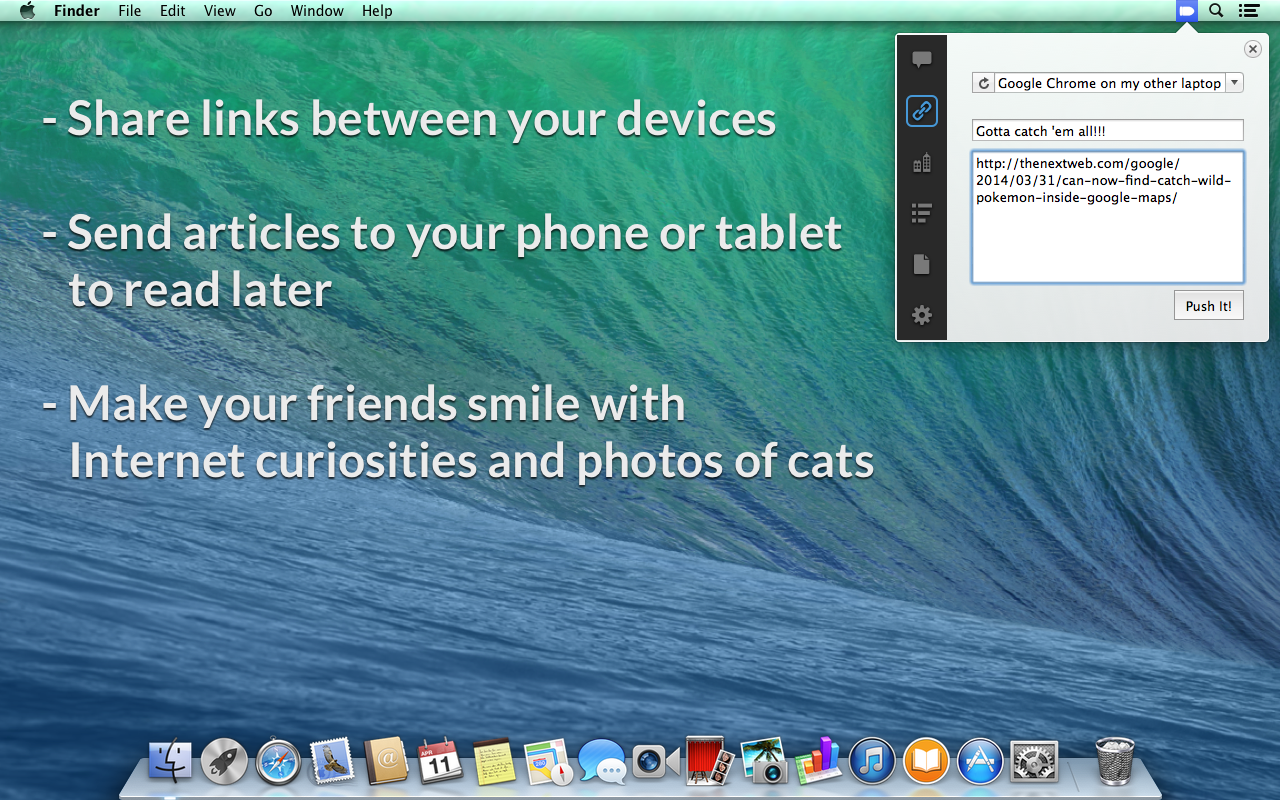 Finder File Edit View Go Window Help
Google Chrome on my other laptop
Gotta catch 'em all!!!
http://thenextweb.com/google/
2014/03/31/can-now-find-catch-wild-
pokemon-inside-google-maps/
Push It!
- Share links between your devices
- Send articles to your phone or tablet
to read later
- Make your friends smile with
Internet curiosities and photos of cats
APR
11
280